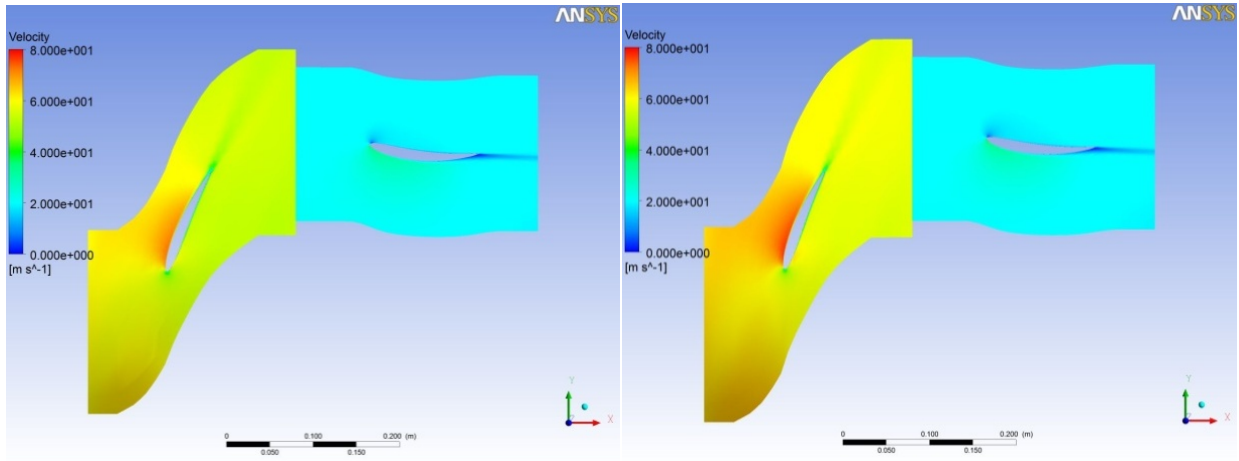 ANSYS
Velocity
8.000e+001
6.000e+001
4.000e+001
2.000e+001
0.000e+000
[m s^-1]
0 0.100 0.200 (m)
0.050 0.150
Y
X
Z
ANSYS
Velocity
8.000e+001
6.000e+001
4.000e+001
2.000e+001
0.000e+000
[m s^-1]
0 0.100 0.200 (m)
0.050 0.150
Y
X
Z